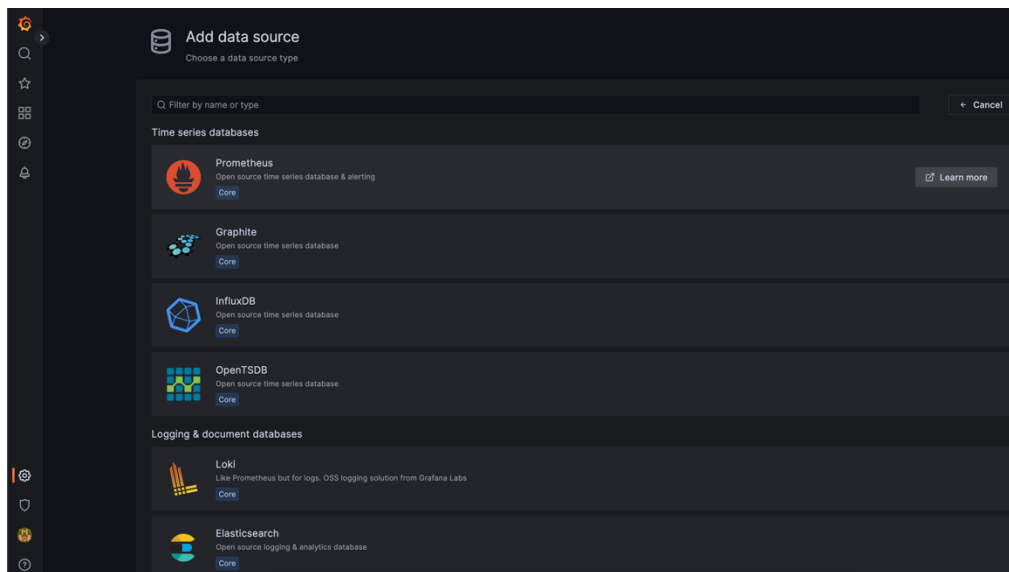 Add data source
Choose a data source type
Filter by name or type
Cancel
Time series databases
Prometheus
Open source time series database & alerting
Core
Learn more
Graphite
Open source time series database
Core
InfluxDB
Open source time series database
Core
OpenTSDB
Open source time series database
Core
Logging & document databases
Loki
Like Prometheus but for logs. OSS logging solution from Grafana Labs
Core
Elasticsearch
Open source logging & analytics database
Core